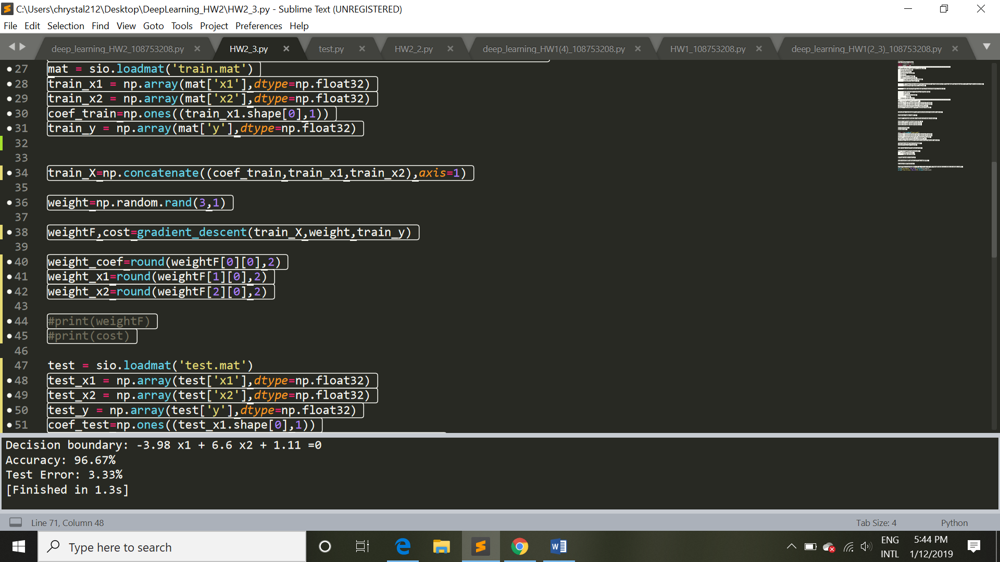 C:\Users\chrystal212\Desktop\DeepLearning_HW2\HW2_3.py - Sublime Text (UNREGISTERED)
File Edit Selection Find View Goto Tools Project Preferences Help
deep_learning_HW2_108753208.py HW2_3.py test.py HW2_2.py deep_learning_HW1(4)_108753208.py HW1_108753208.py deep_learning_HW1(2_3)_108753208.py
27 mat = sio.loadmat('train.mat')
28 train_x1 = np.array(mat['x1'],dtype=np.float32)
29 train_x2 = np.array(mat['x2'],dtype=np.float32)
30 coef_train=np.ones((train_x1.shape[0],1))
31 train_y = np.array(mat['y'],dtype=np.float32)
32
33
34 train_X=np.concatenate((coef_train,train_x1,train_x2),axis=1)
35
36 weight=np.random.rand(3,1)
37
38 weightF,cost=gradient_descent(train_X,weight,train_y)
39
40 weight_coef=round(weightF[0][0],2)
41 weight_x1=round(weightF[1][0],2)
42 weight_x2=round(weightF[2][0],2)
43
44 #print(weightF)
45 #print(cost)
46
47 test = sio.loadmat('test.mat')
48 test_x1 = np.array(test['x1'],dtype=np.float32)
49 test_x2 = np.array(test['x2'],dtype=np.float32)
50 test_y = np.array(test['y'],dtype=np.float32)
51 coef_test=np.ones((test_x1.shape[0],1))
Decision boundary: -3.98 x1 + 6.6 x2 + 1.11 =0
Accuracy: 96.67%
Test Error: 3.33%
[Finished in 1.3s]
Line 71, Column 48 Tab Size: 4 Python
Type here to search
ENG 5:44 PM
INTL 1/12/2019